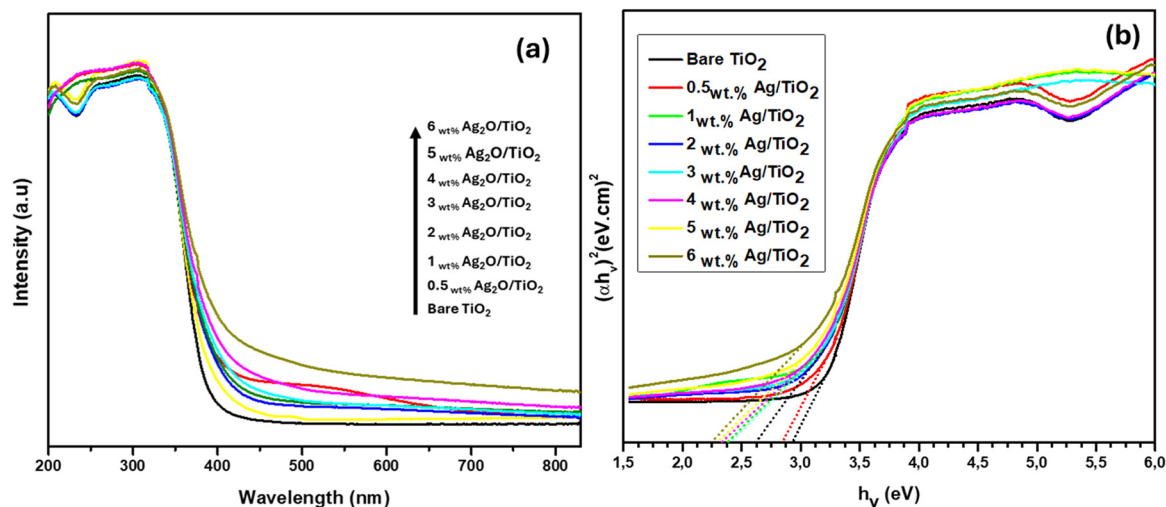 (a)
6 wt% Ag₂O/TiO₂
5 wt% Ag₂O/TiO₂
4 wt% Ag₂O/TiO₂
3 wt% Ag₂O/TiO₂
2 wt% Ag₂O/TiO₂
1 wt% Ag₂O/TiO₂
0.5 wt% Ag₂O/TiO₂
Bare TiO₂
Intensity (a.u)
200 300 400 500 600 700 800
Wavelength (nm)
(b)
Bare TiO₂
0.5wt.% Ag/TiO₂
1wt.% Ag/TiO₂
2 wt.% Ag/TiO₂
3 wt.% Ag/TiO₂
4 wt.% Ag/TiO₂
5 wt.% Ag/TiO₂
6 wt.% Ag/TiO₂
(αhᵥ)²(eV.cm)²
1,5 2,0 2,5 3,0 3,5 4,0 4,5 5,0 5,5 6,0
hᵥ (eV)